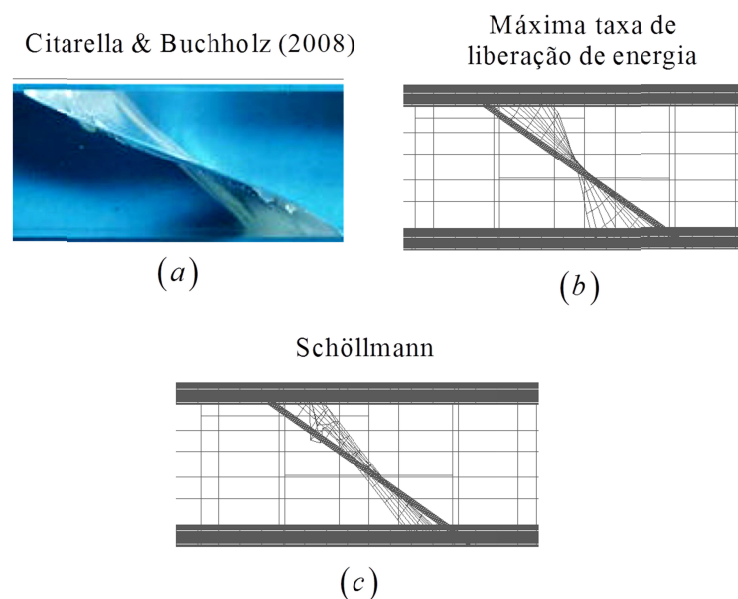 Citarella & Buchholz (2008)
Máxima taxa de
liberação de energia
(a)
(b)
Schöllmann
(c)